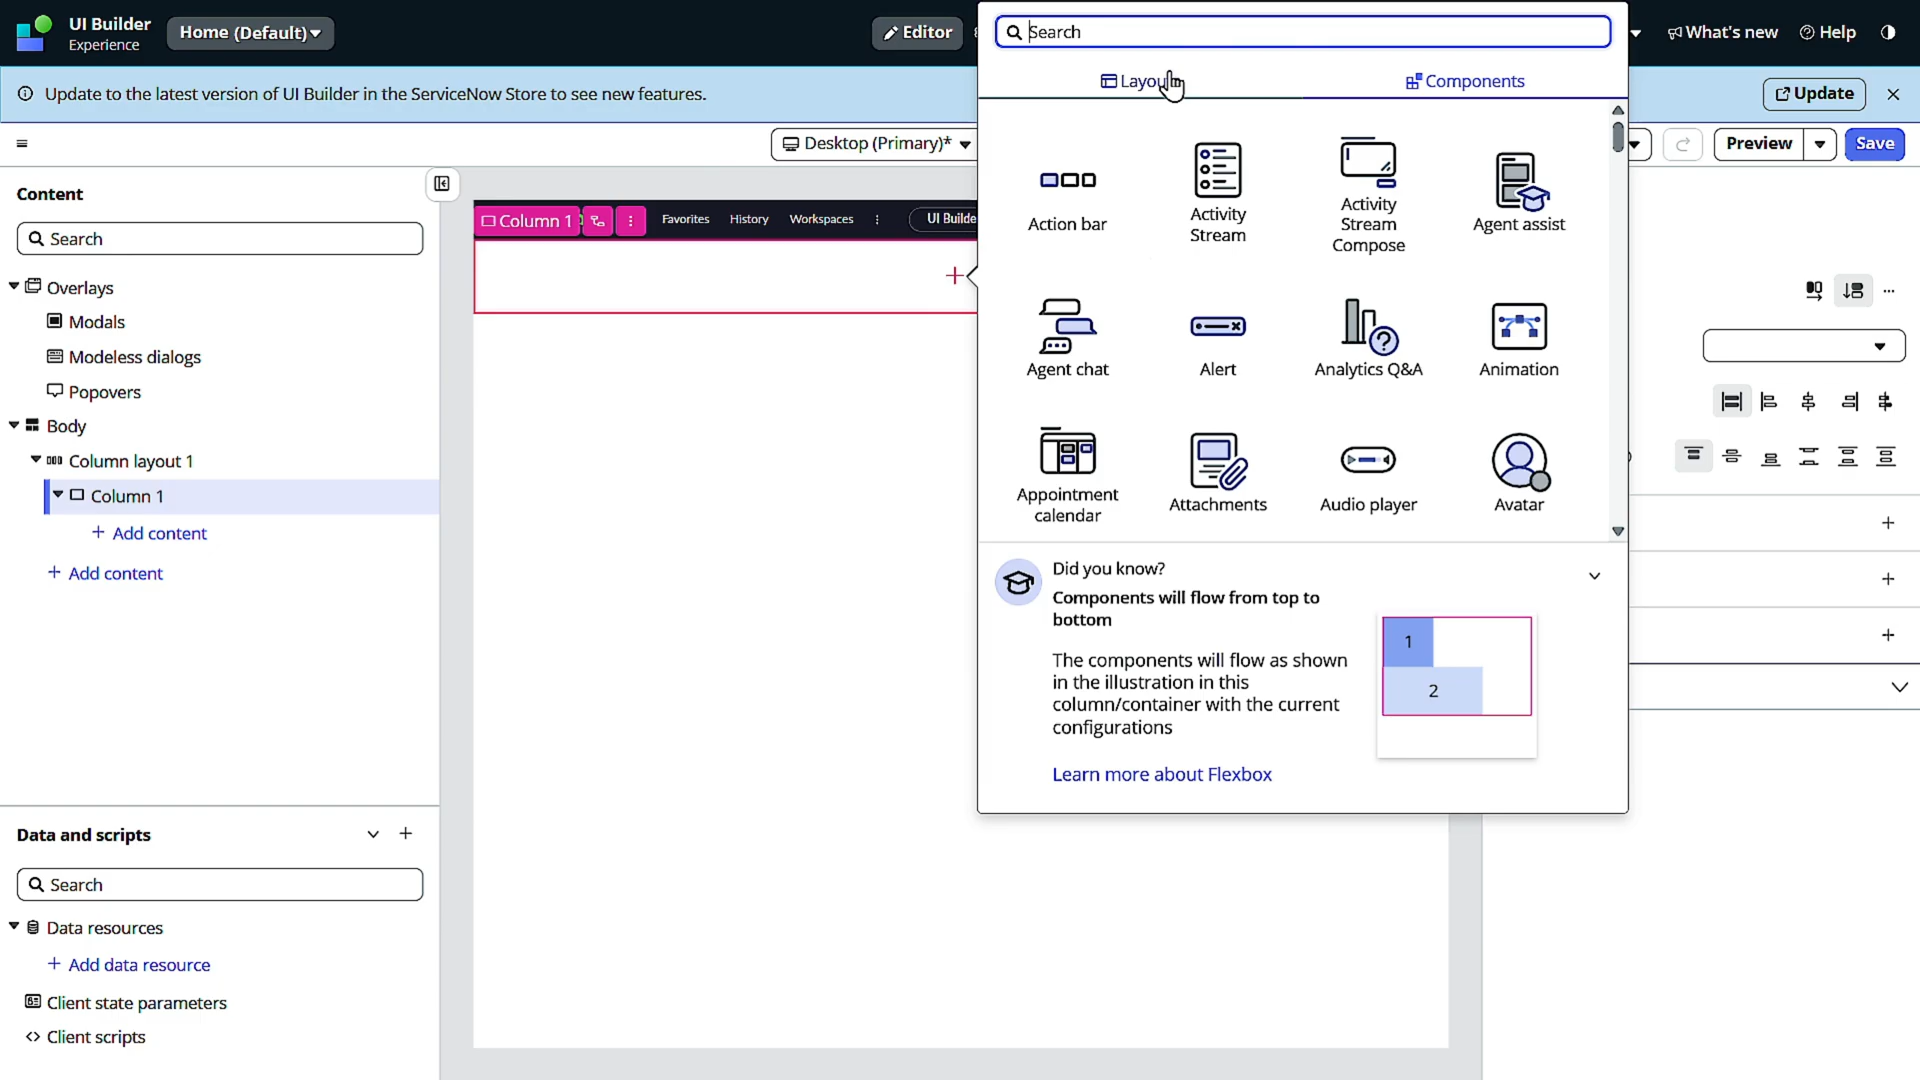 UI Builder
Experience
Home (Default)
Editor
Search
What's new
Help
Update to the latest version of UI Builder in the ServiceNow Store to see new features.
Components
Update
Desktop (Primary)*
Preview
Save
Content
Search
Overlays
Modals
Modeless dialogs
Popovers
Body
Column layout 1
Column 1
+ Add content
+ Add content
Data and scripts
Search
Data resources
+ Add data resource
Client state parameters
Client scripts
Column 1
Favorites
History
Workspaces
Action bar
Activity
Stream
Activity
Stream
Compose
Agent assist
Agent chat
Alert
Analytics Q&A
Animation
Appointment
calendar
Attachments
Audio player
Avatar
Did you know?
Components will flow from top to
bottom
The components will flow as shown
in the illustration in this
column/container with the current
configurations
Learn more about Flexbox
1
2